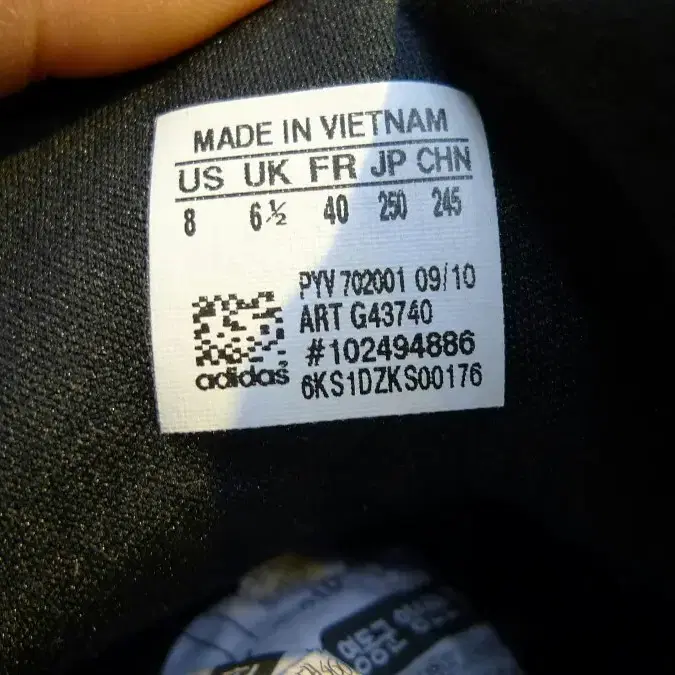 MADE IN VIETNAM
US UK FR JP CHN
8 6½ 40 250 245
PYV 702001 09/10
ART G43740
#102494886
adidas 6KS1DZKS00176